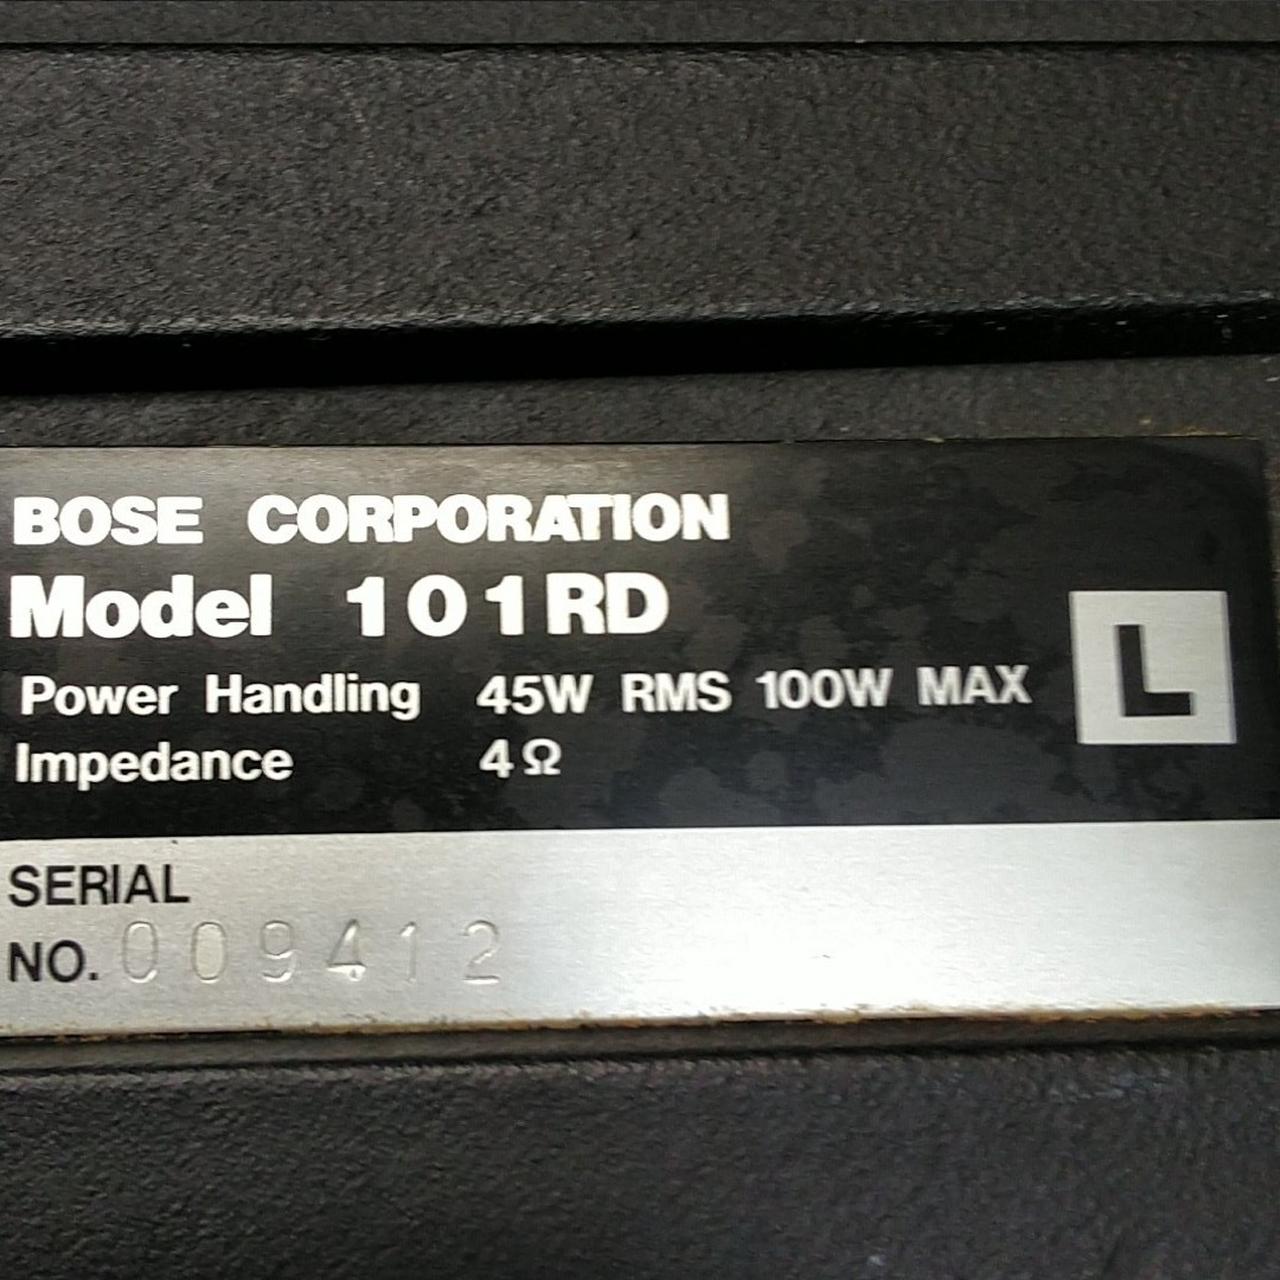 BOSE CORPORATION
Model 101RD
Power Handling 45W RMS 100W MAX
Impedance 4Ω
L
SERIAL
NO. 009412